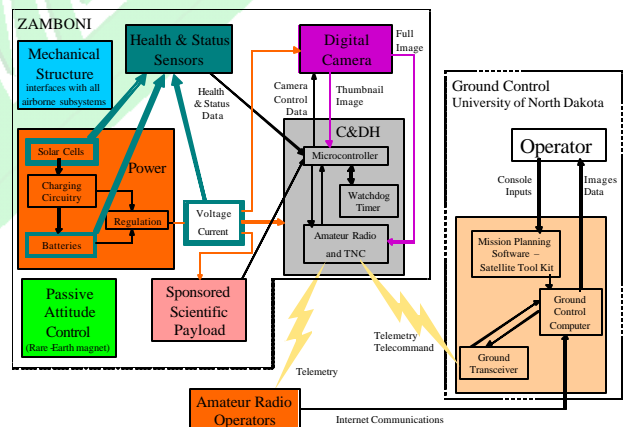 ZAMBONI
Mechanical
Structure
interfaces with all
airborne subsystems
Health & Status
Sensors
Digital
Camera
Full
Image
Health
& Status
Data
Camera
Control
Data
Thumbnail
Image
C&DH
Microcontroller
Watchdog
Timer
Amateur Radio
and TNC
Solar Cells
Power
Charging
Circuitry
Regulation
Batteries
Voltage
Current
Passive
Attitude
Control
(Rare -Earth magnet)
Sponsored
Scientific
Payload
Telemetry
Telemetry
Telecommand
Amateur Radio
Operators
Internet Communications
Ground Control
University of North Dakota
Operator
Console
Inputs
Images
Data
Mission Planning
Software –
Satellite Tool Kit
Ground
Control
Computer
Ground
Transceiver